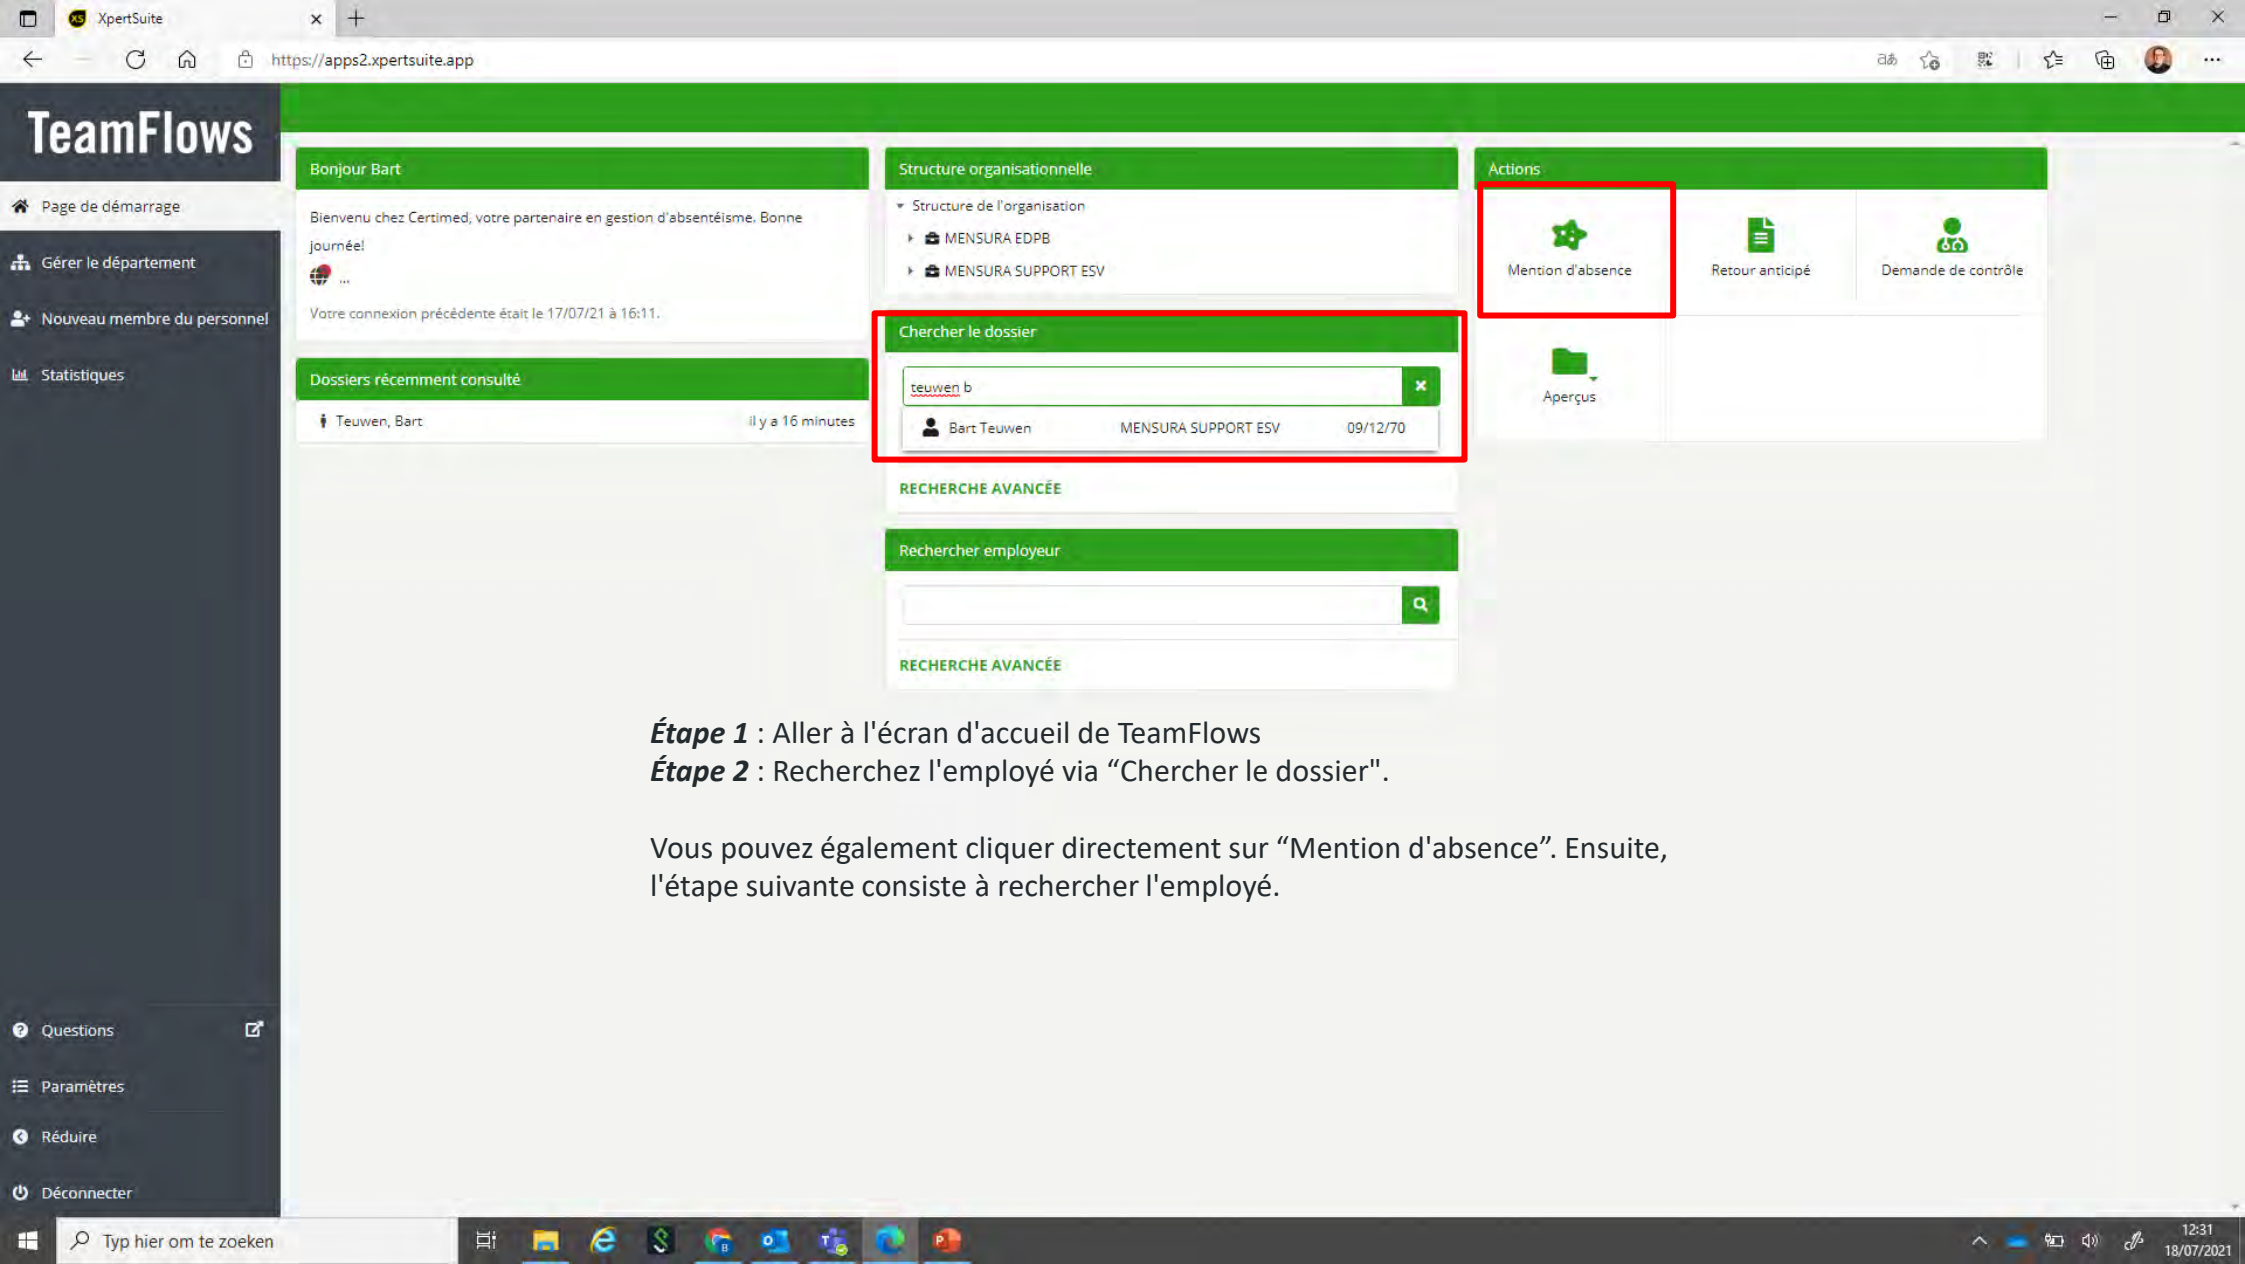 XpertSuite
https://apps2.xpertsuite.app
TeamFlows
Page de démarrage
Gérer le département
Nouveau membre du personnel
Statistiques
Questions
Paramètres
Réduire
Déconnecter
Bonjour Bart
Bienvenu chez Certimed, votre partenaire en gestion d'absentéisme. Bonne
journée!
...
Votre connexion précédente était le 17/07/21 à 16:11.
Dossiers récemment consulté
Teuwen, Bart il y a 16 minutes
Structure organisationnelle
Structure de l'organisation
MENSURA EDPB
MENSURA SUPPORT ESV
Chercher le dossier
teuwen b
Bart Teuwen MENSURA SUPPORT ESV 09/12/70
RECHERCHE AVANCÉE
Rechercher employeur
RECHERCHE AVANCÉE
Actions
Mention d'absence
Retour anticipé
Demande de contrôle
Aperçus
Étape 1 : Aller à l'écran d'accueil de TeamFlows
Étape 2 : Recherchez l'employé via “Chercher le dossier".
Vous pouvez également cliquer directement sur “Mention d'absence”. Ensuite,
l'étape suivante consiste à rechercher l'employé.
Typ hier om te zoeken
12:31
18/07/2021